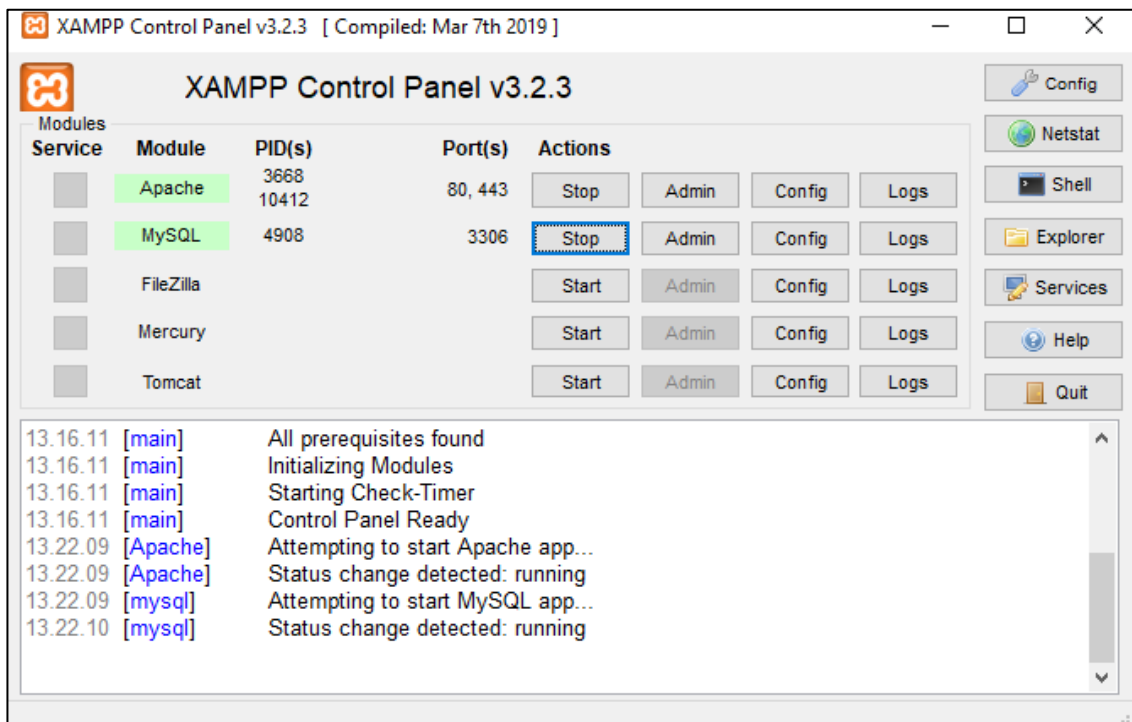 XAMPP Control Panel v3.2.3 [ Compiled: Mar 7th 2019 ]
XAMPP Control Panel v3.2.3
Config
Modules
Service Module PID(s) Port(s) Actions
Netstat
Apache 3668 10412 80, 443 Stop Admin Config Logs
Shell
MySQL 4908 3306 Stop Admin Config Logs
Explorer
FileZilla Start Admin Config Logs
Services
Mercury Start Admin Config Logs
Help
Tomcat Start Admin Config Logs
Quit
13.16.11 [main] All prerequisites found
13.16.11 [main] Initializing Modules
13.16.11 [main] Starting Check-Timer
13.16.11 [main] Control Panel Ready
13.22.09 [Apache] Attempting to start Apache app...
13.22.09 [Apache] Status change detected: running
13.22.09 [mysql] Attempting to start MySQL app...
13.22.10 [mysql] Status change detected: running